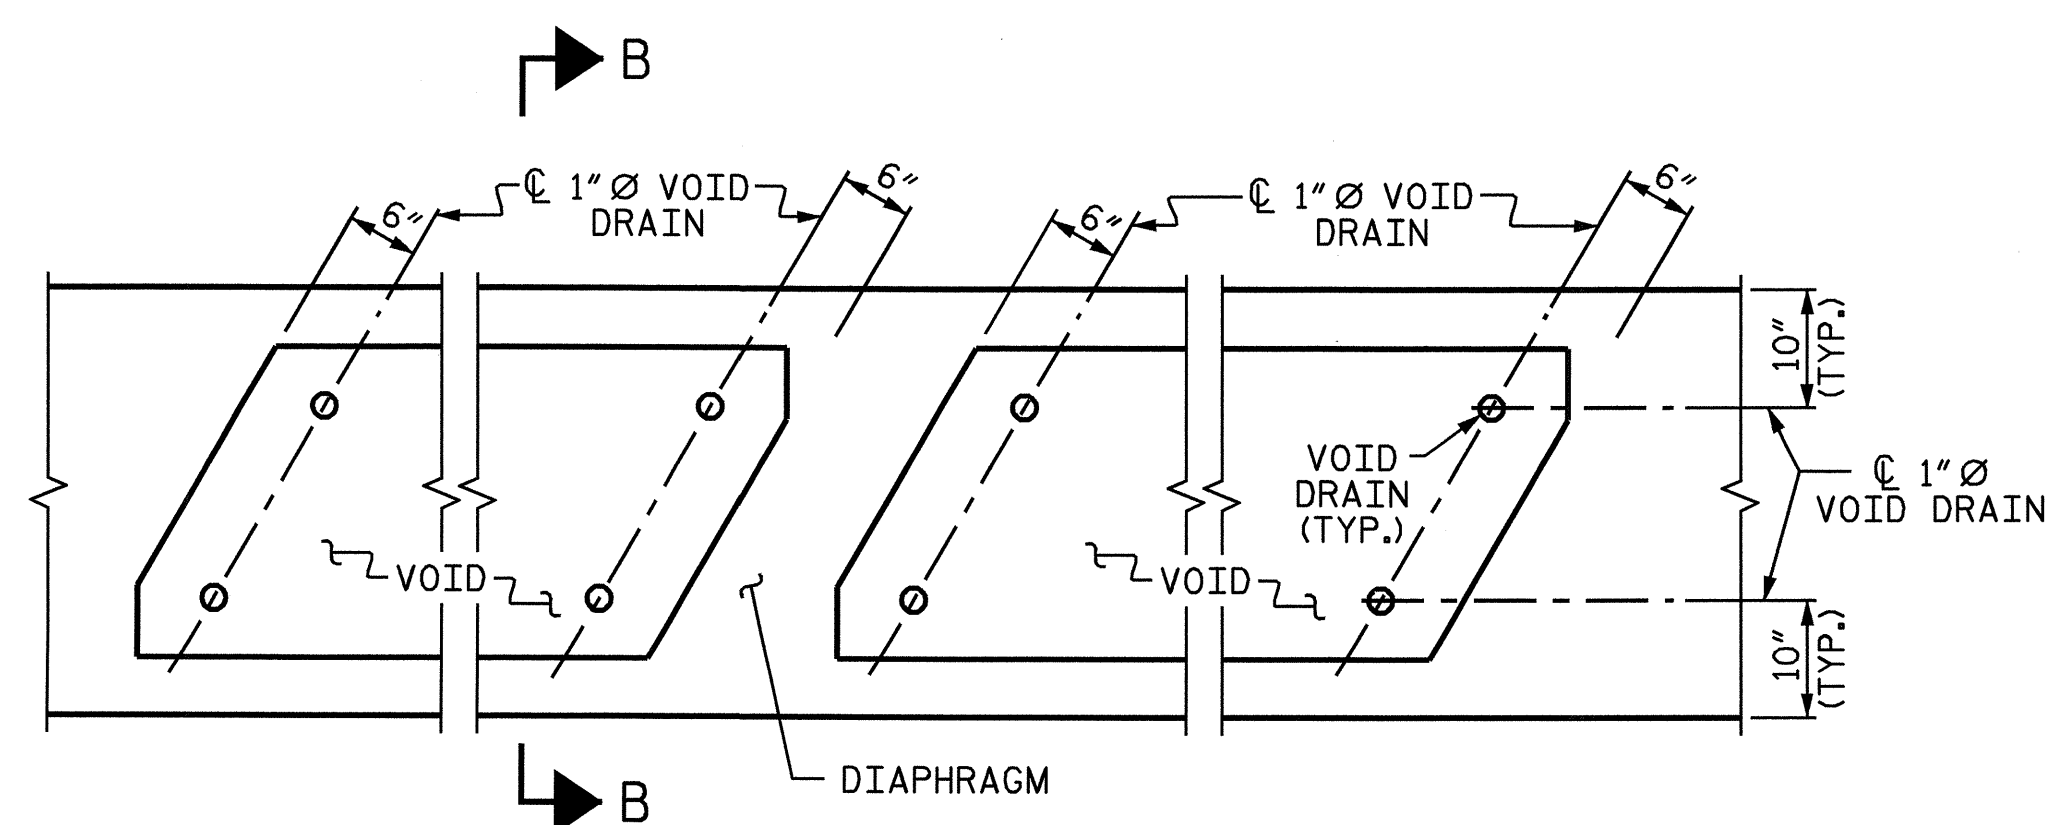 B
℄ 1" Ø VOID
DRAIN
6"
6"
℄ 1" Ø VOID
DRAIN
6"
6"
10"
(TYP.)
VOID
DRAIN
(TYP.)
℄ 1" Ø
VOID DRAIN
VOID
VOID
10"
(TYP.)
DIAPHRAGM
B